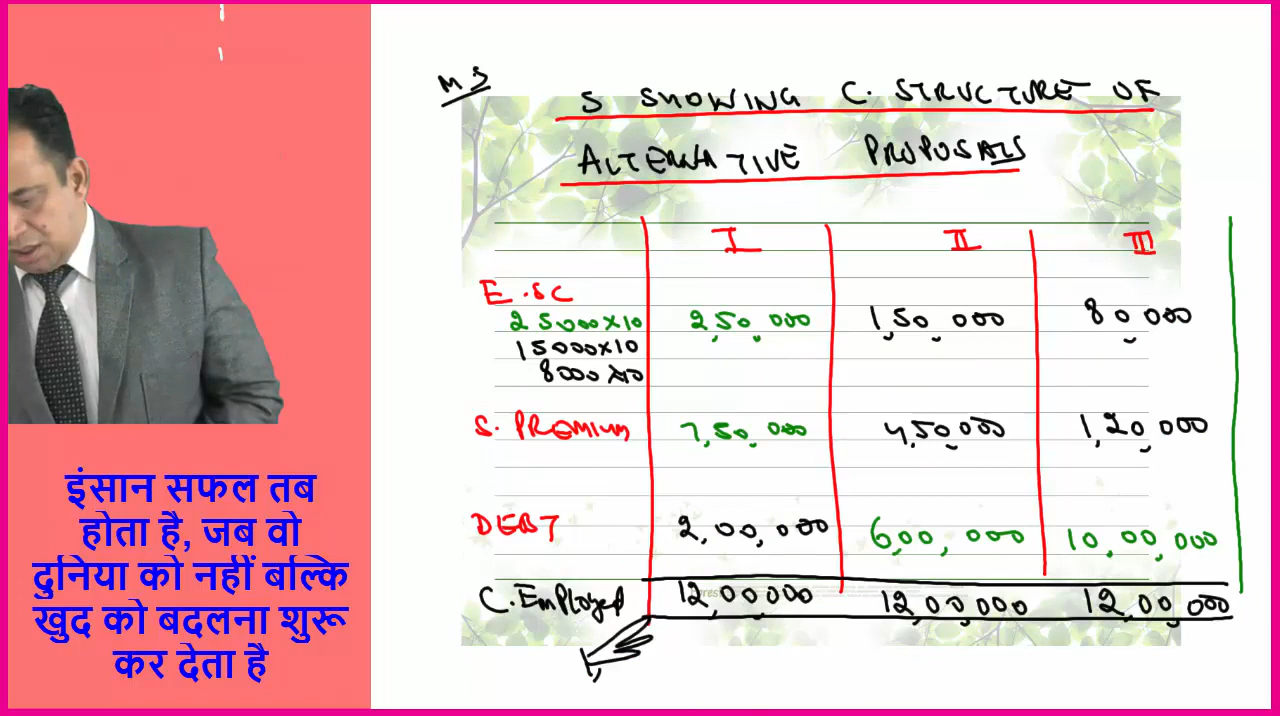 M S
S SHOWING C. STRUCTURE OF
ALTERNATIVE PROPOSALS
I II III
E.SC
25000×10 2,50,000 1,50,000 80,000
15000×10
8000×10
S. PREMIUM 7,50,000 4,50,000 1,20,000
DEBT 2,00,000 6,00,000 10,00,000
C. Employed 12,00,000 12,00,000 12,00,000
इंसान सफल तब
होता है, जब वो
दुनिया को नहीं बल्कि
खुद को बदलना शुरू
कर देता है